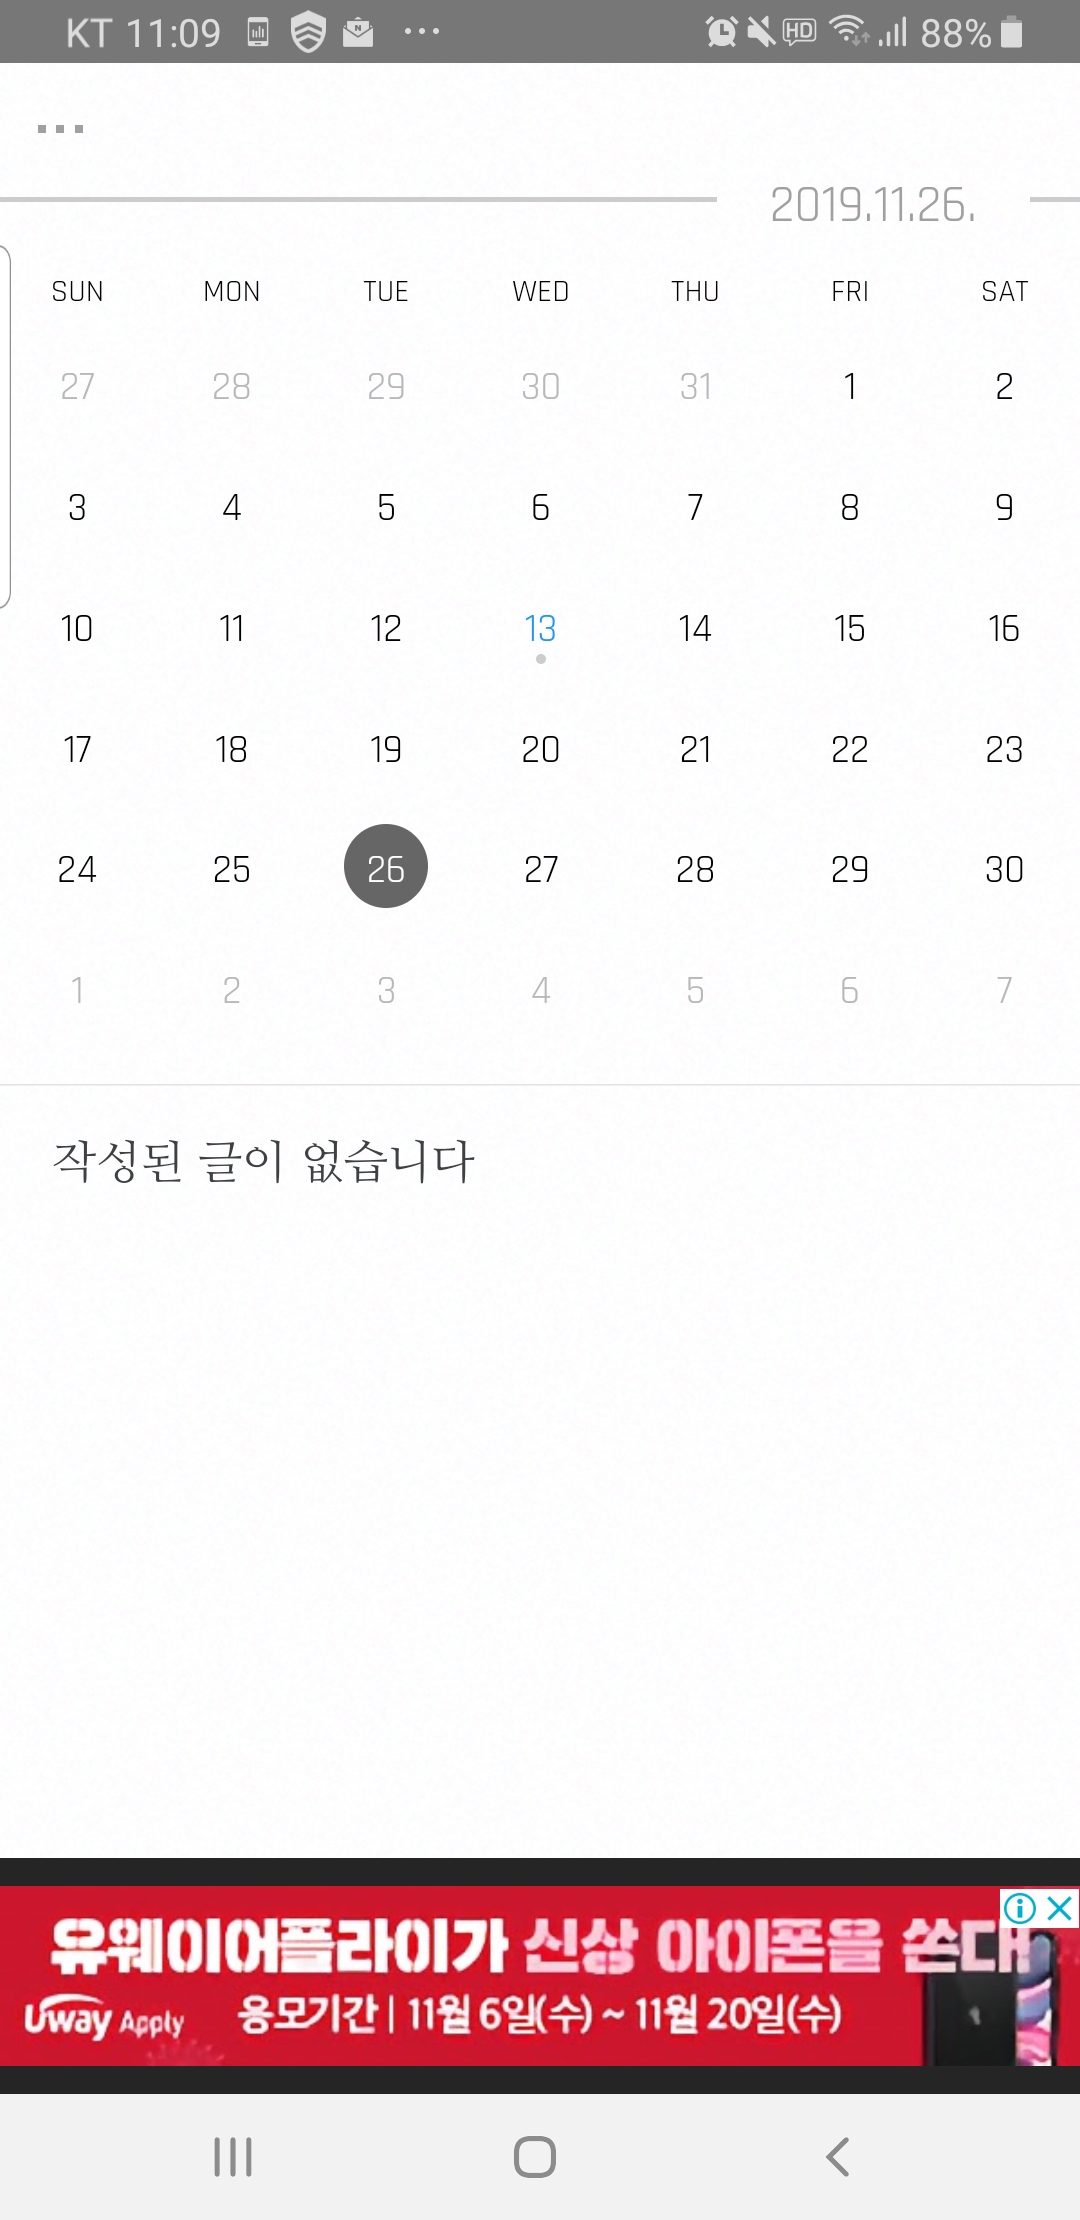 KT 11:09 HD 88%
2019.11.26.
SUN MON TUE WED THU FRI SAT
27 28 29 30 31 1 2
3 4 5 6 7 8 9
10 11 12 13 14 15 16
17 18 19 20 21 22 23
24 25 26 27 28 29 30
1 2 3 4 5 6 7
작성된 글이 없습니다
유웨이어플라이가 신상 아이폰을 쏜다!
Uway Apply 응모기간 | 11월 6일(수) ~ 11월 20일(수)